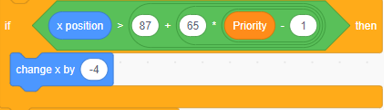 if x position > 87 + 65 * Priority - 1 then
change x by -4